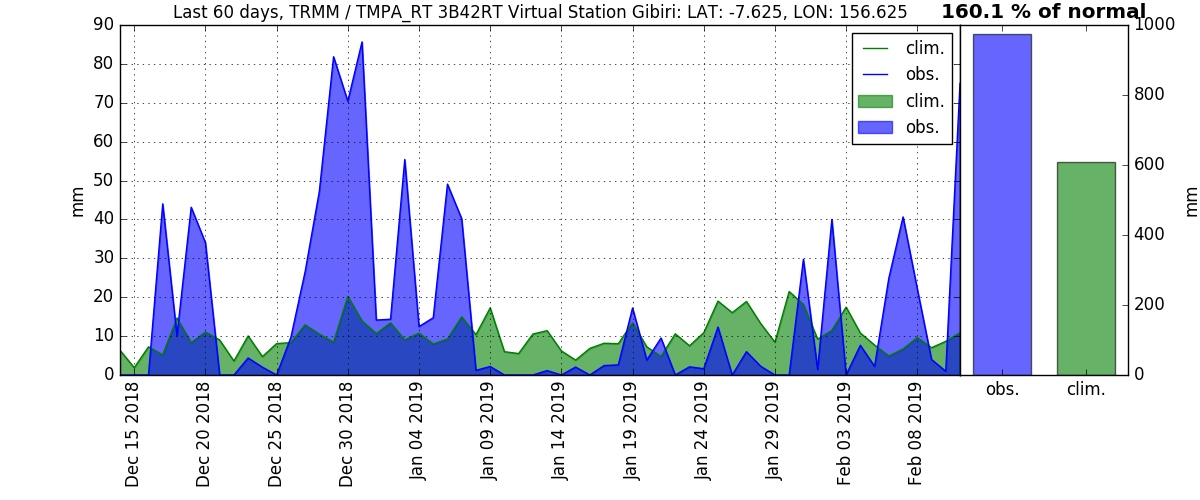 Last 60 days, TRMM / TMPA_RT 3B42RT Virtual Station Gibiri: LAT: -7.625, LON: 156.625
160.1 % of normal
90
80
70
60
50
40
30
20
10
0
mm
clim.
obs.
clim.
obs.
Dec 15 2018
Dec 20 2018
Dec 25 2018
Dec 30 2018
Jan 04 2019
Jan 09 2019
Jan 14 2019
Jan 19 2019
Jan 24 2019
Jan 29 2019
Feb 03 2019
Feb 08 2019
1000
800
600
400
200
0
mm
obs.
clim.